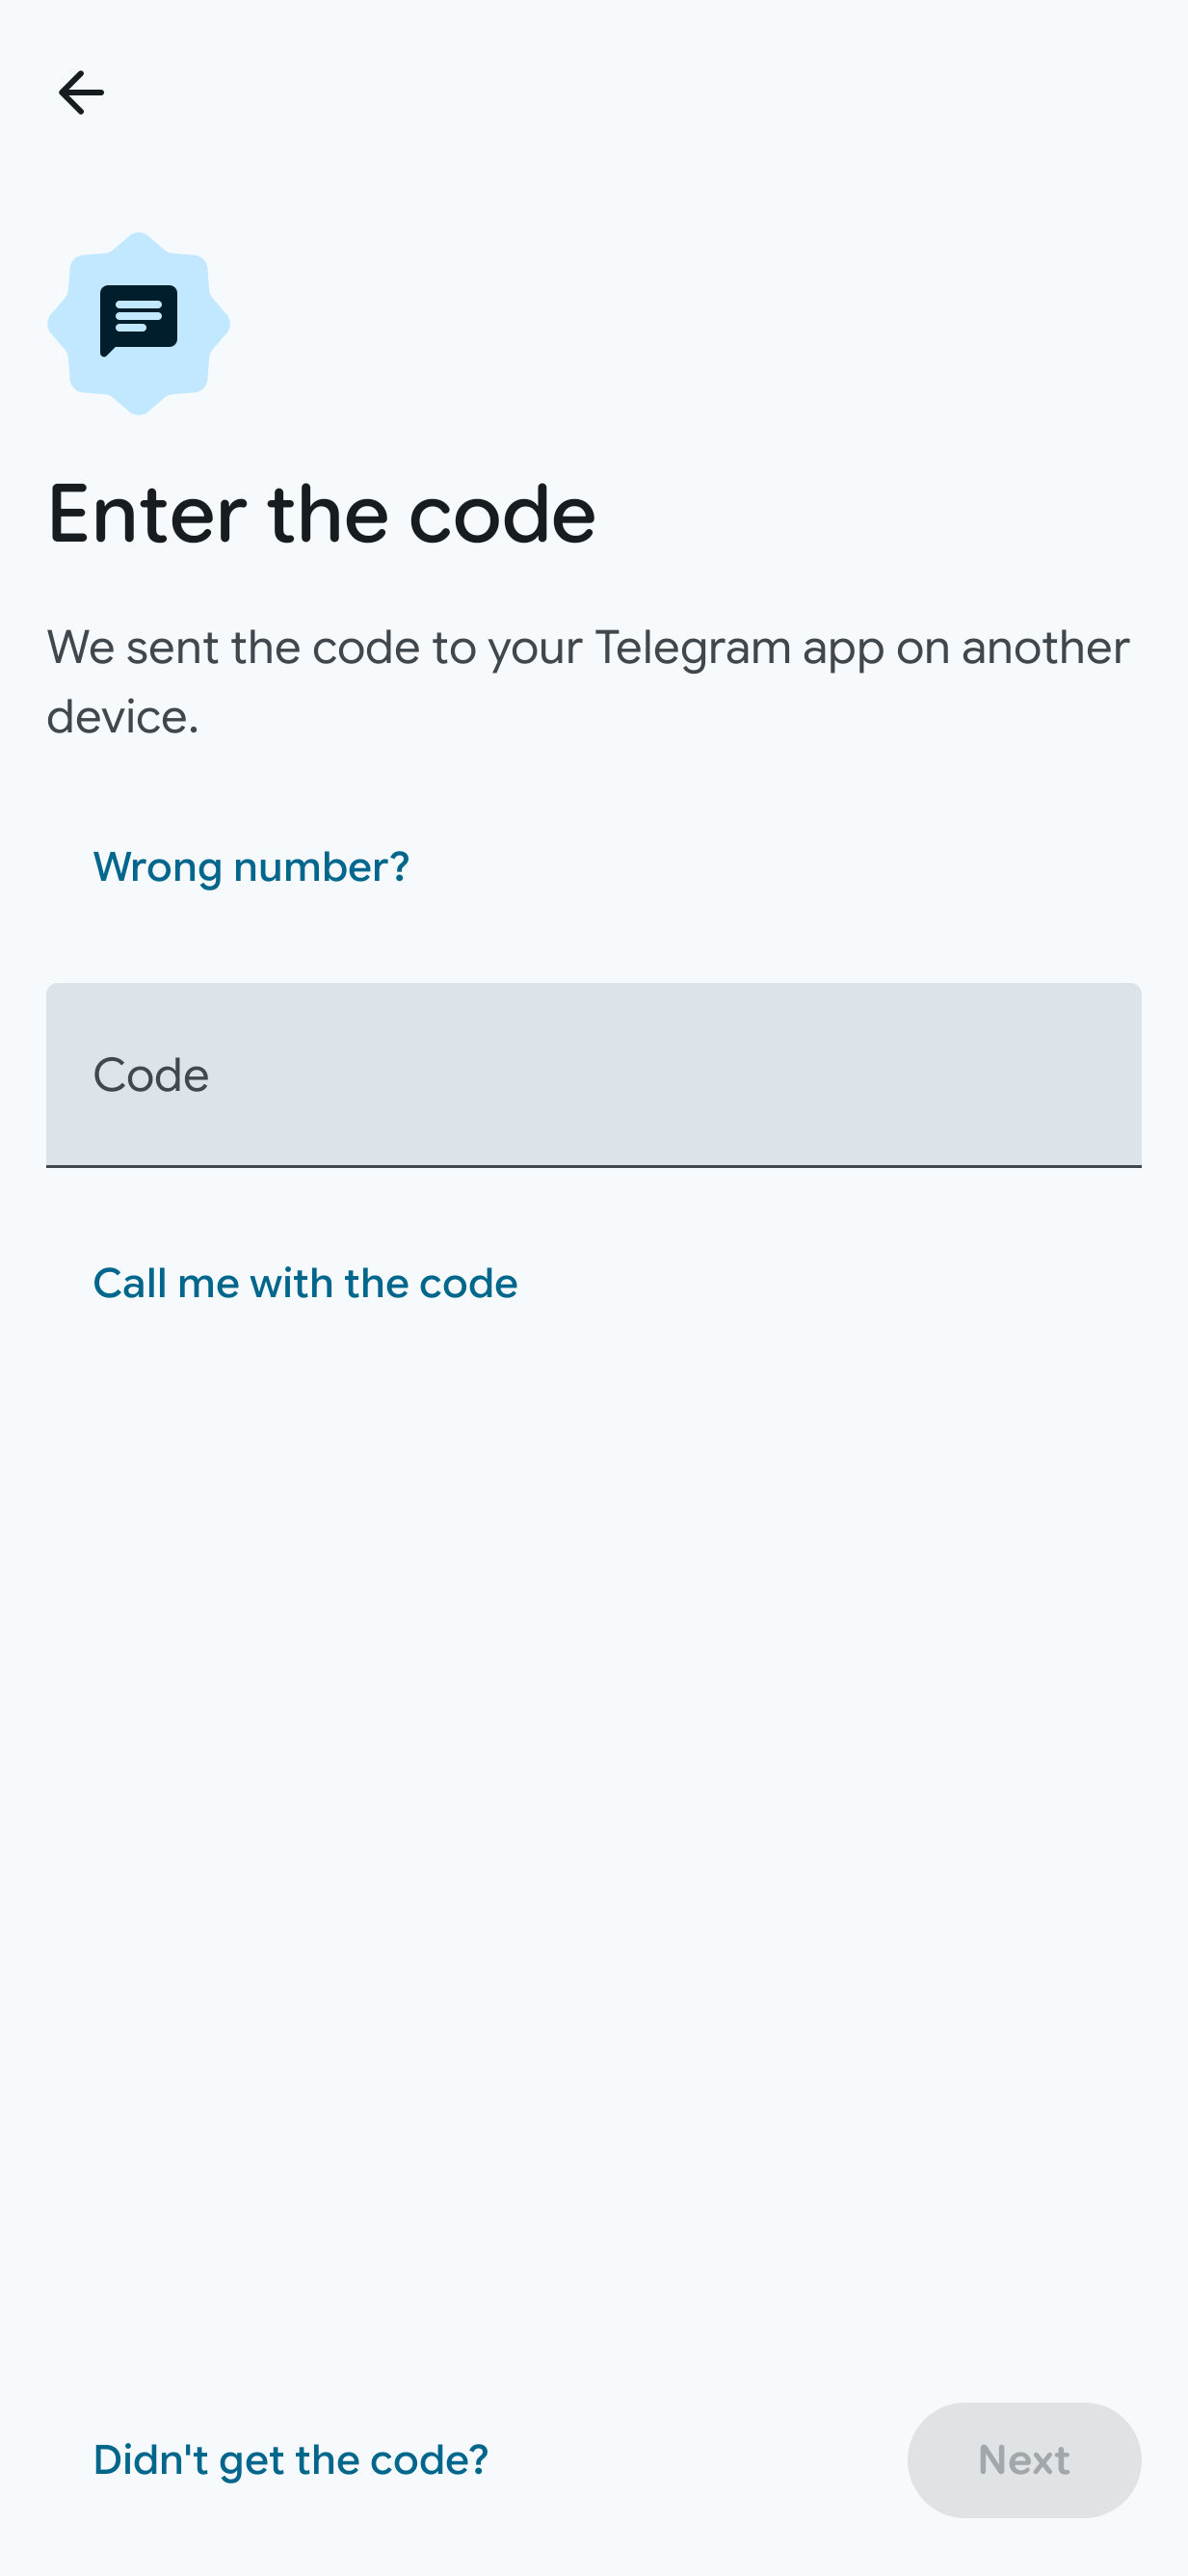 Enter the code
We sent the code to your Telegram app on another
device.
Wrong number?
Code
Call me with the code
Didn't get the code?
Next